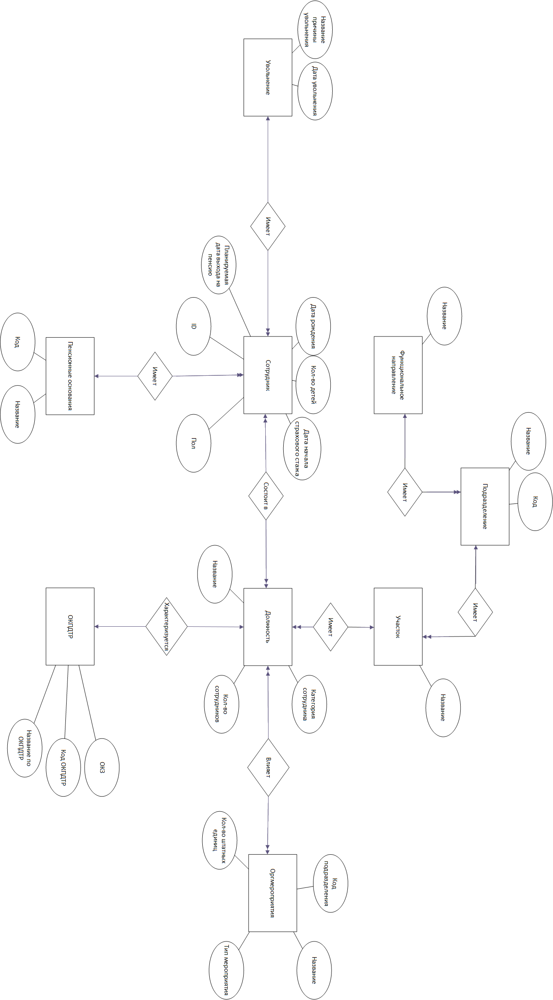 Название
Код
Подразделение
Имеет
Название
Название
Функциональное
направление
Имеет
Участок
Имеет
Код
подразделения
Название
причины
увольнения
Дата увольнения
Дата рождения
Кол-во детей
Дата начала
страхового стажа
Категория
сотрудника
Название
Увольнение
Имеет
Сотрудник
Состоит в
Должность
Влияет
Оргмероприятия
Планируемая
дата выхода на
пенсию
Название
Кол-во
сотрудников
Кол-во штатных
единиц
Тип мероприятия
ID
Пол
Имеет
Характеризуется
ОКЗ
Пенсионные основания
ОКПДТР
Код ОКПДТР
Название по
ОКПДТР
Код
Название